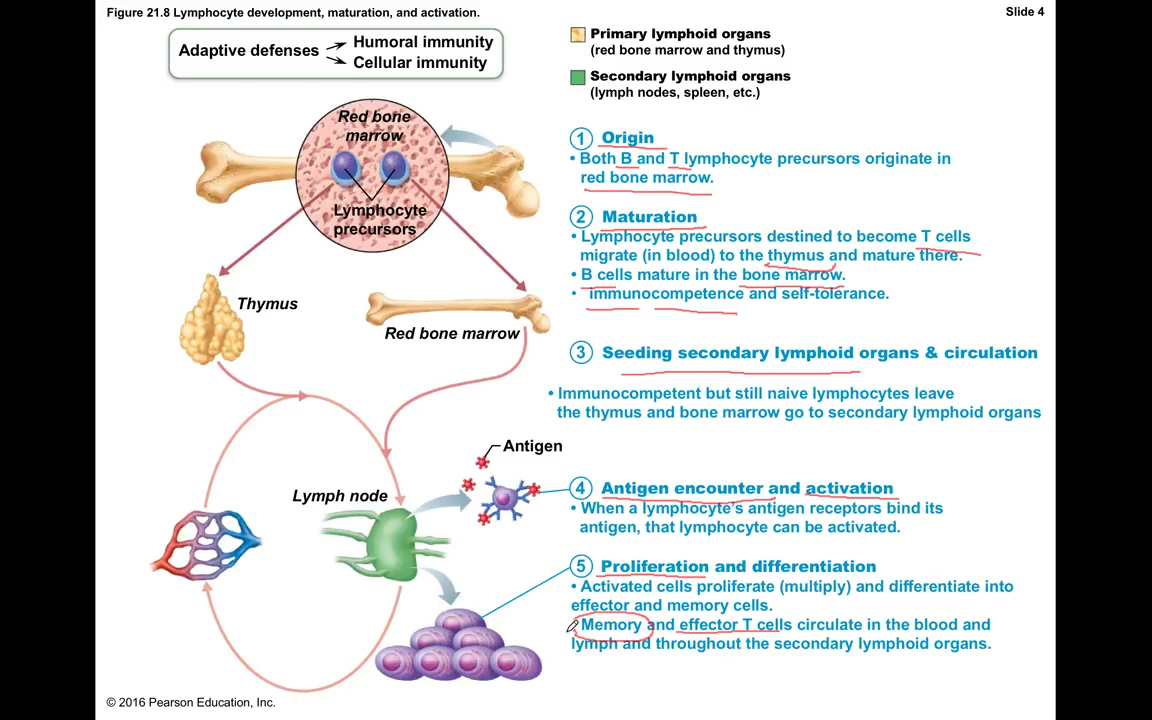 Figure 21.8 Lymphocyte development, maturation, and activation.
Slide 4
Adaptive defenses
Humoral immunity
Cellular immunity
Primary lymphoid organs
(red bone marrow and thymus)
Secondary lymphoid organs
(lymph nodes, spleen, etc.)
Red bone
marrow
Lymphocyte
precursors
Thymus
Red bone marrow
Antigen
Lymph node
1 Origin
• Both B and T lymphocyte precursors originate in
red bone marrow.
2 Maturation
• Lymphocyte precursors destined to become T cells
migrate (in blood) to the thymus and mature there.
• B cells mature in the bone marrow.
• immunocompetence and self-tolerance.
3 Seeding secondary lymphoid organs & circulation
• Immunocompetent but still naive lymphocytes leave
the thymus and bone marrow go to secondary lymphoid organs
4 Antigen encounter and activation
• When a lymphocyte's antigen receptors bind its
antigen, that lymphocyte can be activated.
5 Proliferation and differentiation
• Activated cells proliferate (multiply) and differentiate into
effector and memory cells.
Memory and effector T cells circulate in the blood and
lymph and throughout the secondary lymphoid organs.
© 2016 Pearson Education, Inc.